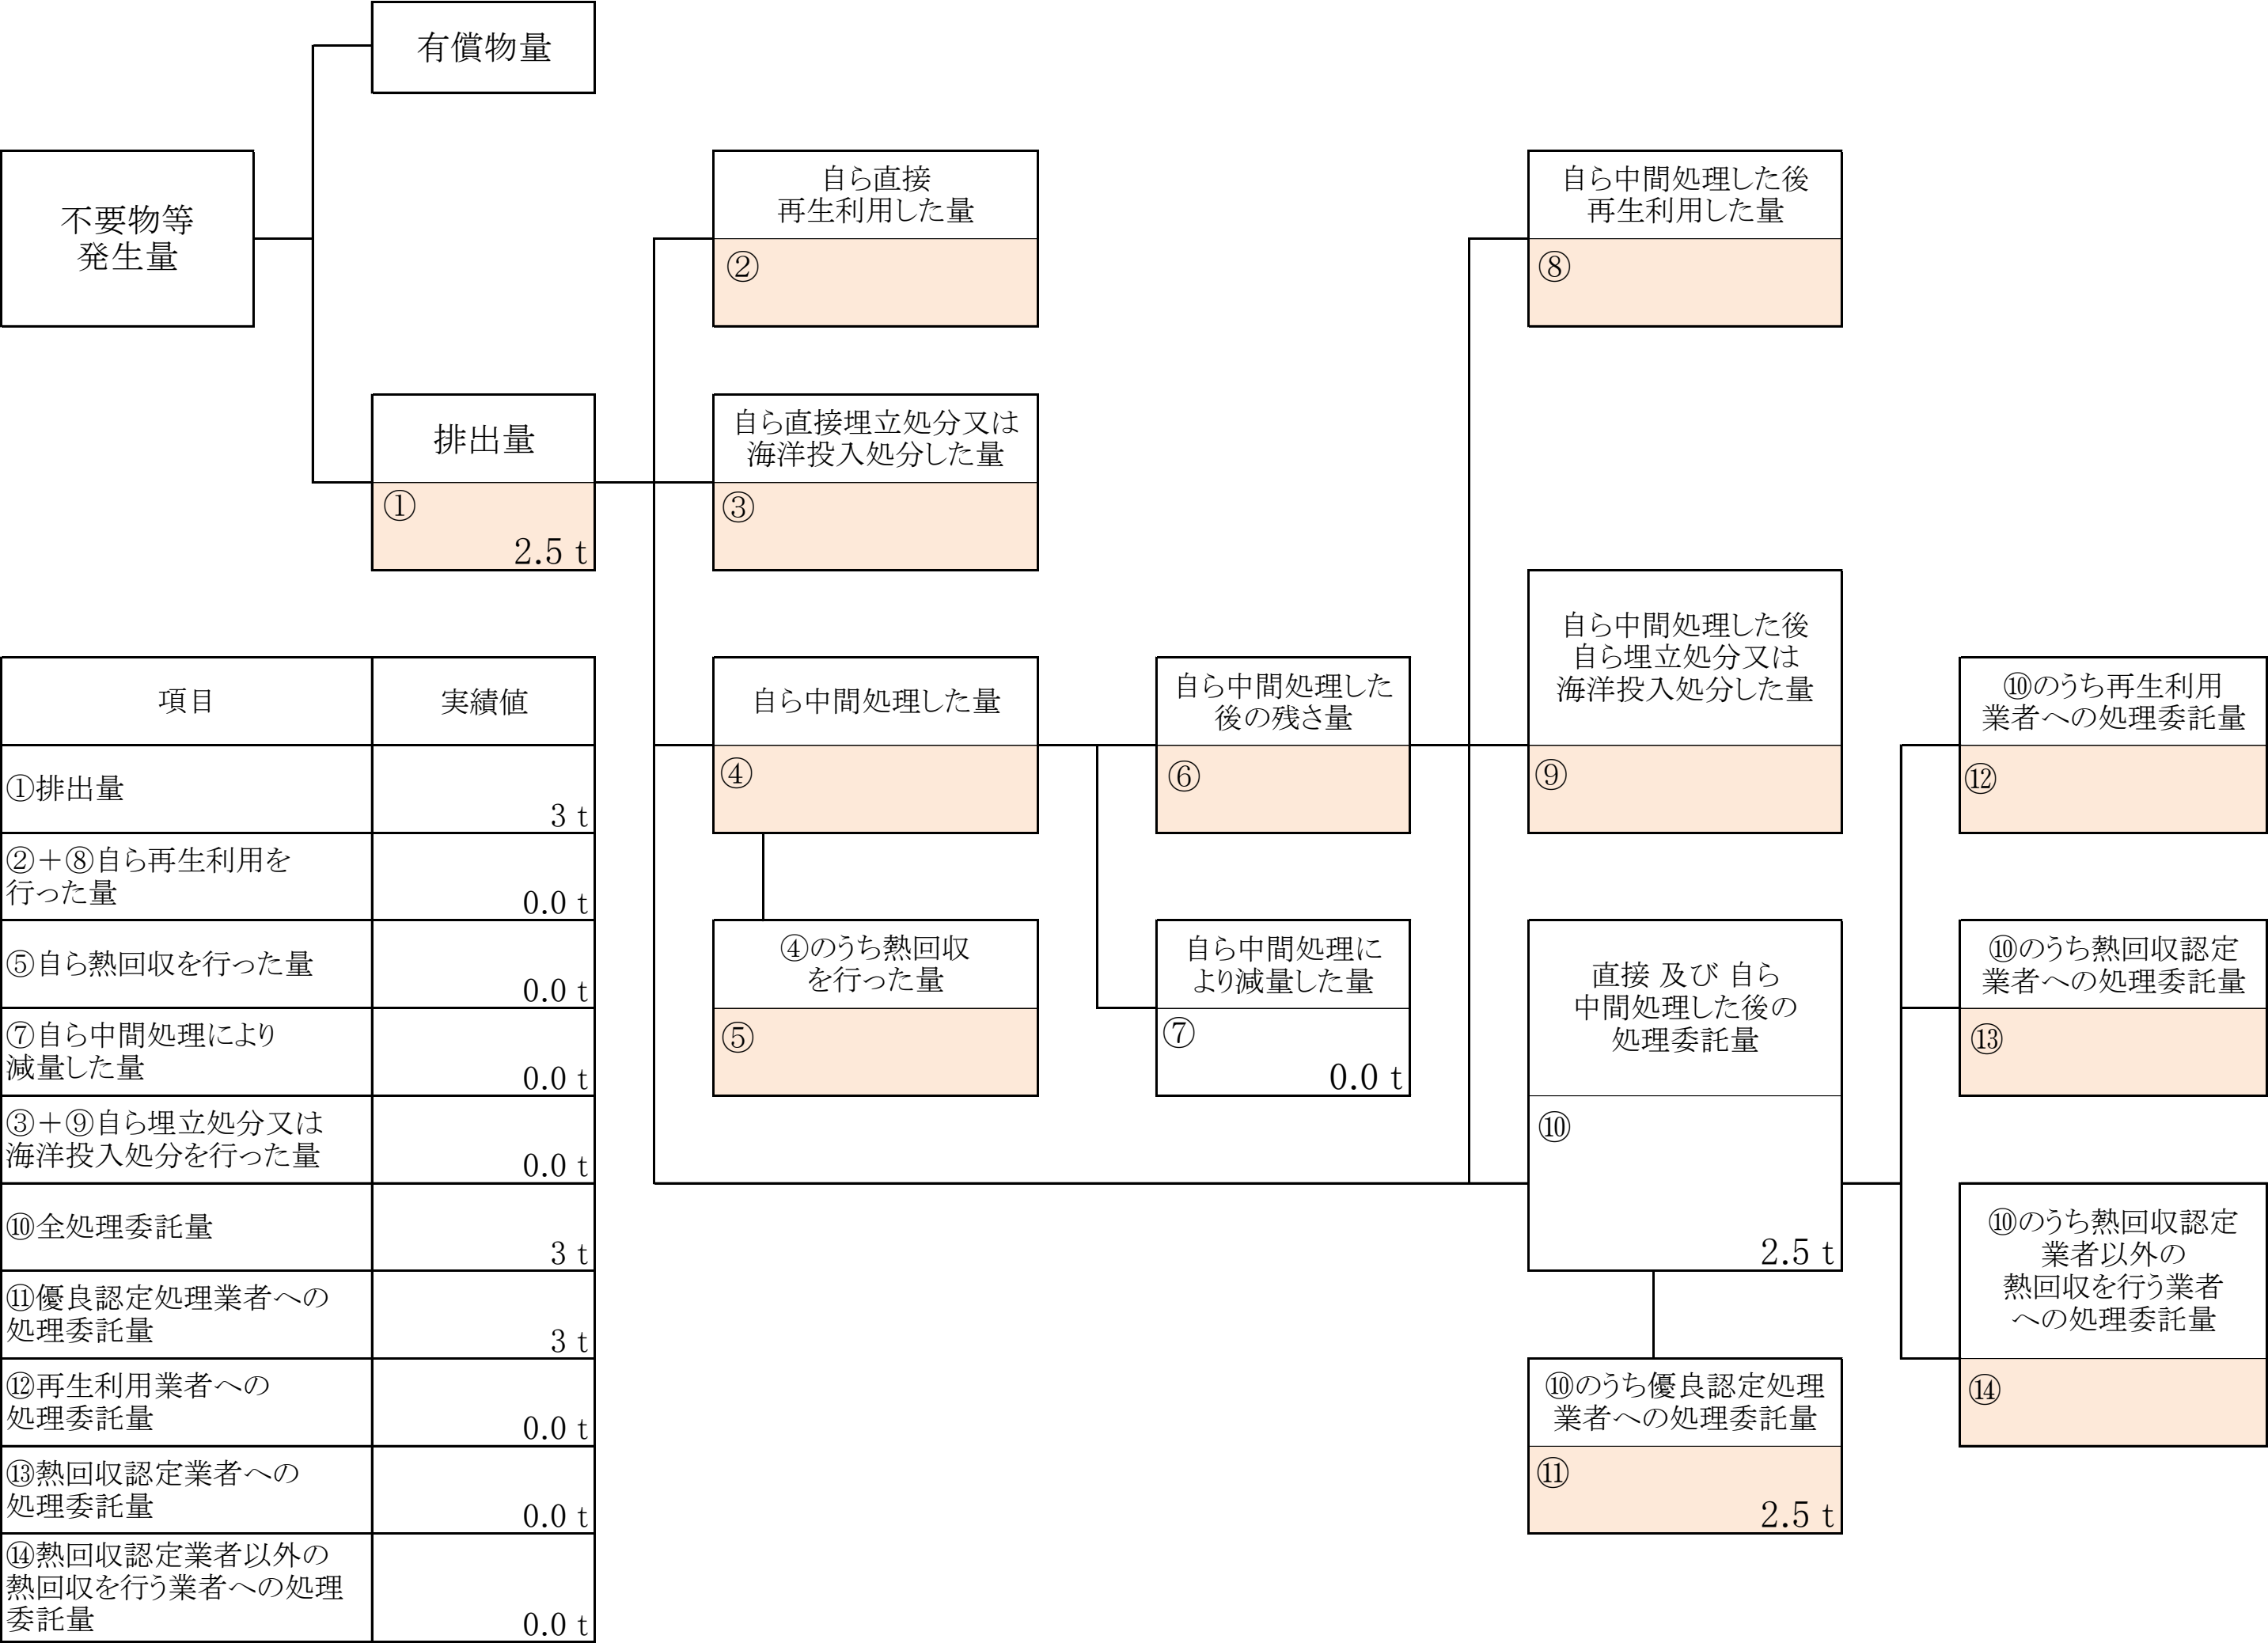 有償物量
不要物等
発生量
自ら直接
再生利用した量
②
自ら中間処理した後
再生利用した量
⑧
排出量
①
2.5 t
自ら直接埋立処分又は
海洋投入処分した量
③
自ら中間処理した量
④
自ら中間処理した
後の残さ量
⑥
自ら中間処理した後
自ら埋立処分又は
海洋投入処分した量
⑨
⑩のうち再生利用
業者への処理委託量
⑫
④のうち熱回収
を行った量
⑤
自ら中間処理に
より減量した量
⑦
0.0 t
直接 及び 自ら
中間処理した後の
処理委託量
⑩
2.5 t
⑩のうち熱回収認定
業者への処理委託量
⑬
⑩のうち熱回収認定
業者以外の
熱回収を行う業者
への処理委託量
⑭
⑩のうち優良認定処理
業者への処理委託量
⑪
2.5 t
項目 実績値
①排出量
3 t
②＋⑧自ら再生利用を
行った量
0.0 t
⑤自ら熱回収を行った量
0.0 t
⑦自ら中間処理により
減量した量
0.0 t
③＋⑨自ら埋立処分又は
海洋投入処分を行った量
0.0 t
⑩全処理委託量
3 t
⑪優良認定処理業者への
処理委託量
3 t
⑫再生利用業者への
処理委託量
0.0 t
⑬熱回収認定業者への
処理委託量
0.0 t
⑭熱回収認定業者以外の
熱回収を行う業者への処理
委託量
0.0 t